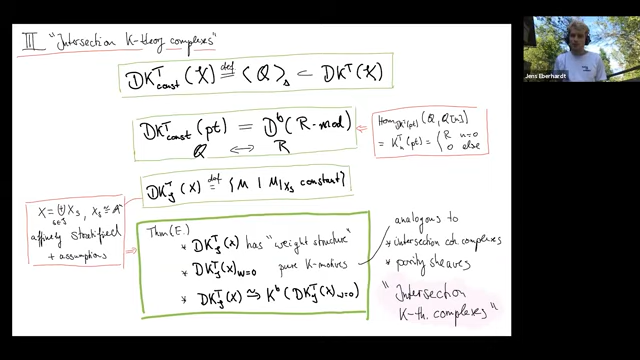 III "Intersection K-theory complexes"
DK^T_const (X) def= ⟨Q⟩_Δ ⊂ DK^T(X)
DK^T_const (pt) = D^b(R-mod)
Q ↔ R
Hom_DK^T(pt) (Q, Q[n])
= K^T_n (pt) = { R n=0
0 else
DK^T_S (X) def= {M | M|_X_s constant}
X = ⨄_{s∈S} X_s, X_s ≅ A^n
affinely stratified
+ assumptions
Thm (E.)
* DK^T_S (X) has "weight structure"
* DK^T_S (X)_{w=0} pure K-motives
* DK^T_S (X) ≅ K^b (DK^T_S (X)_{w=0})
analogous to
* intersection coh. complexes
* parity sheaves
"Intersection
K-th. complexes"
Jens Eberhardt